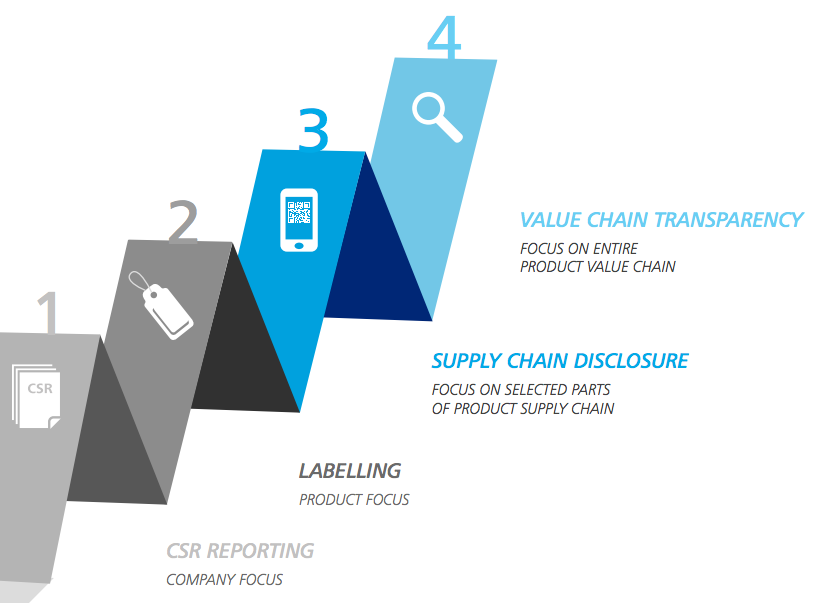 4
3
2
1
CSR
VALUE CHAIN TRANSPARENCY
FOCUS ON ENTIRE
PRODUCT VALUE CHAIN
SUPPLY CHAIN DISCLOSURE
FOCUS ON SELECTED PARTS
OF PRODUCT SUPPLY CHAIN
LABELLING
PRODUCT FOCUS
CSR REPORTING
COMPANY FOCUS